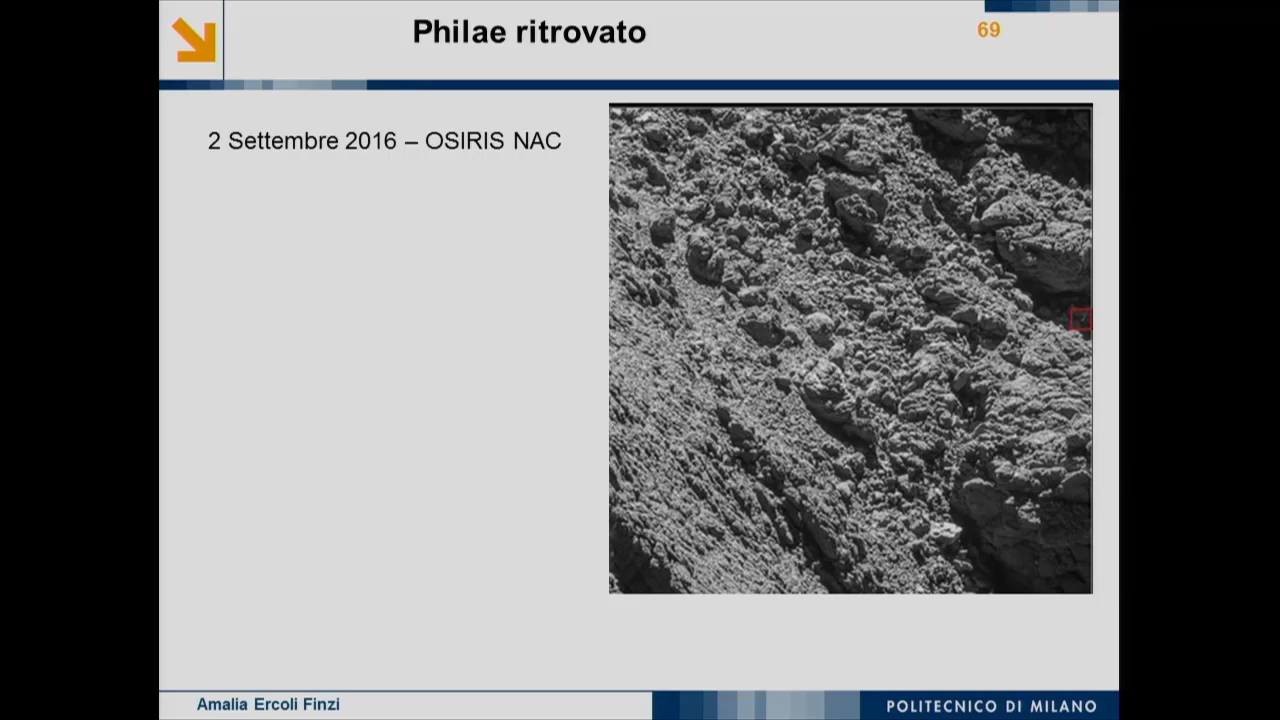 Philae ritrovato
69
2 Settembre 2016 – OSIRIS NAC
Amalia Ercoli Finzi
POLITECNICO DI MILANO